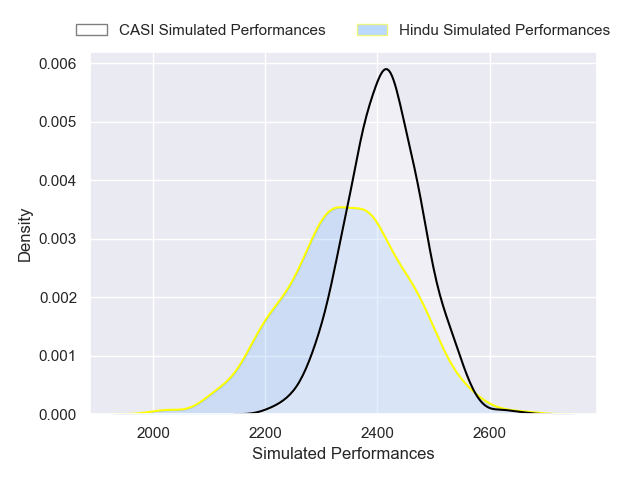 CASI Simulated Performances Hindu Simulated Performances
0.006
0.005
0.004
0.003
0.002
0.001
0.000
Density
2000 2200 2400 2600
Simulated Performances